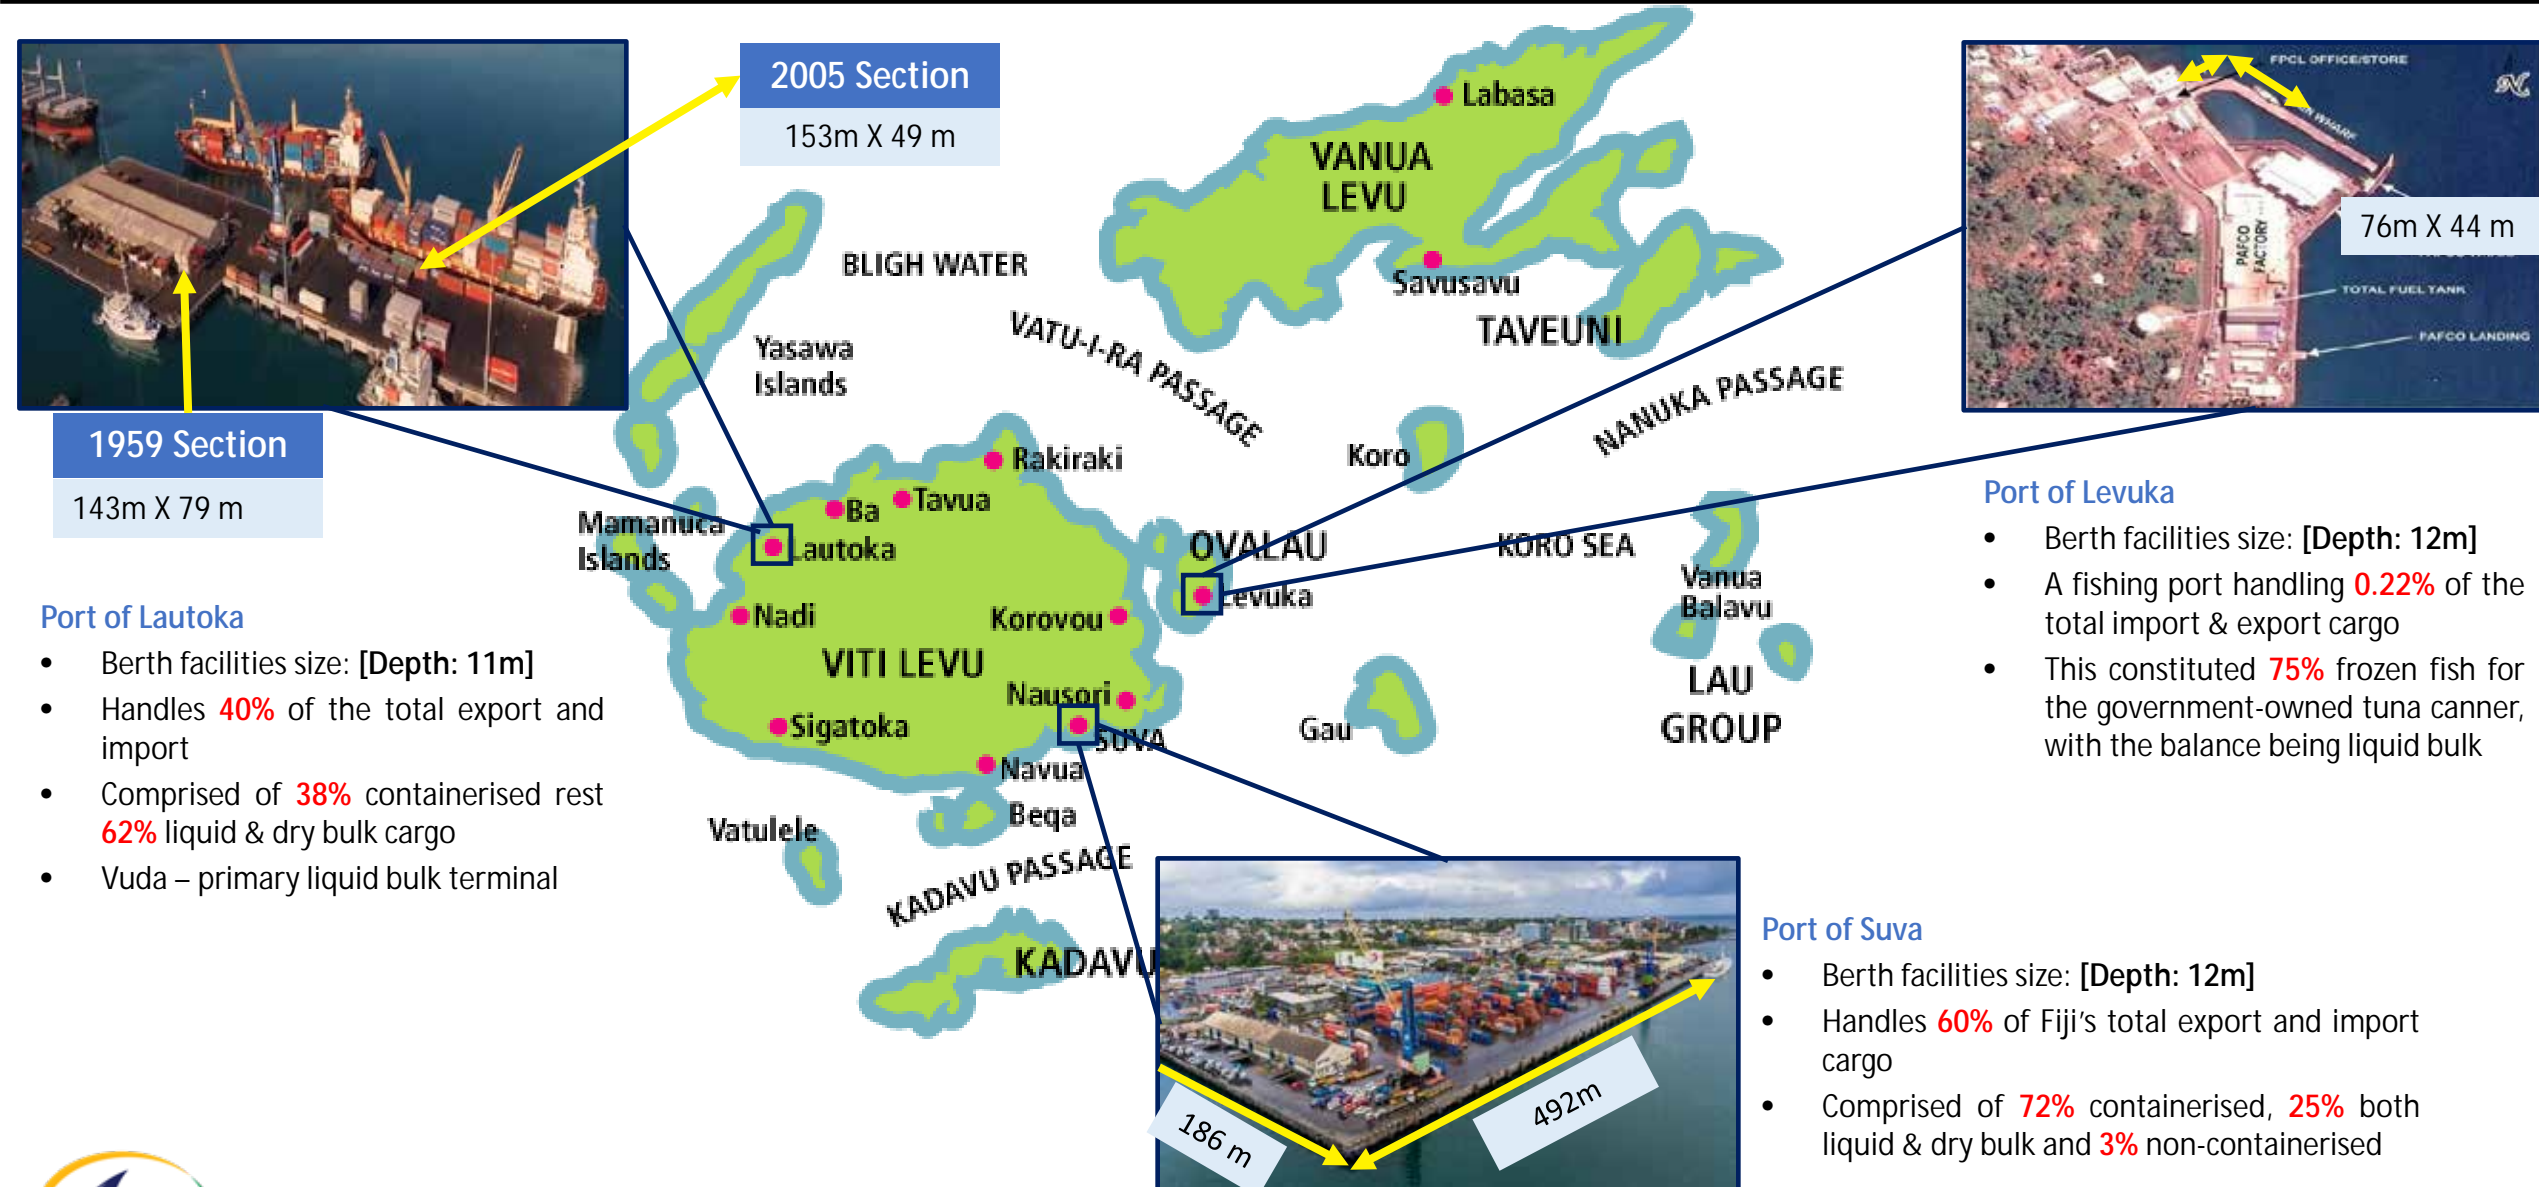 2005 Section
153m X 49 m
1959 Section
143m X 79 m
Port of Lautoka
• Berth facilities size: [Depth: 11m]
• Handles 40% of the total export and
import
• Comprised of 38% containerised rest
62% liquid & dry bulk cargo
• Vuda – primary liquid bulk terminal
Labasa
VANUA
LEVU
Savusavu
TAVEUNI
BLIGH WATER
VATU-I-RA PASSAGE
Yasawa
Islands
NANUKA PASSAGE
Koro
Rakiraki
Tavua
Ba
Mamanuca
Islands
Lautoka
OVALAU
KORO SEA
Levuka
Vanua
Balavu
Nadi
Korovou
VITI LEVU
Nausori
LAU
GROUP
Sigatoka
SUVA
Gau
Navua
Beqa
Vatulele
KADAVU PASSAGE
KADAVU
FPCL OFFICE/STORE
WHARF
76m X 44 m
PAFCO
FACTORY
TOTAL FUEL TANK
PAFCO LANDING
Port of Levuka
• Berth facilities size: [Depth: 12m]
• A fishing port handling 0.22% of the
total import & export cargo
• This constituted 75% frozen fish for
the government-owned tuna canner,
with the balance being liquid bulk
186 m
492m
Port of Suva
• Berth facilities size: [Depth: 12m]
• Handles 60% of Fiji’s total export and import
cargo
• Comprised of 72% containerised, 25% both
liquid & dry bulk and 3% non-containerised